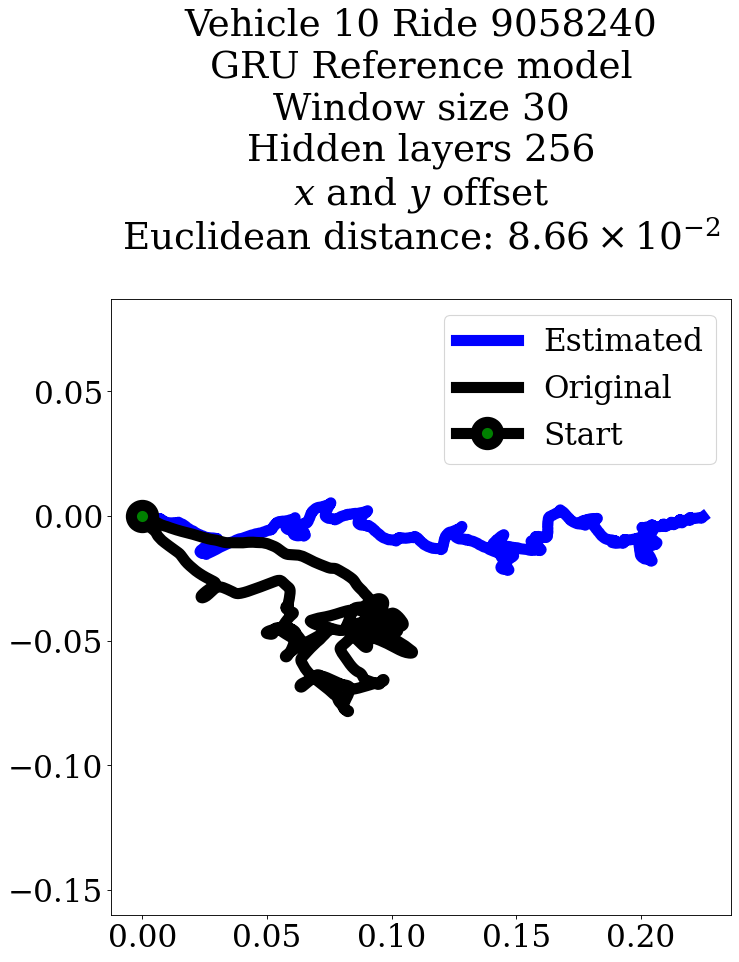 Vehicle 10 Ride 9058240
GRU Reference model
Window size 30
Hidden layers 256
x and y offset
Euclidean distance: 8.66 × 10⁻²
Estimated
Original
Start
0.05
0.00
−0.05
−0.10
−0.15
0.00 0.05 0.10 0.15 0.20